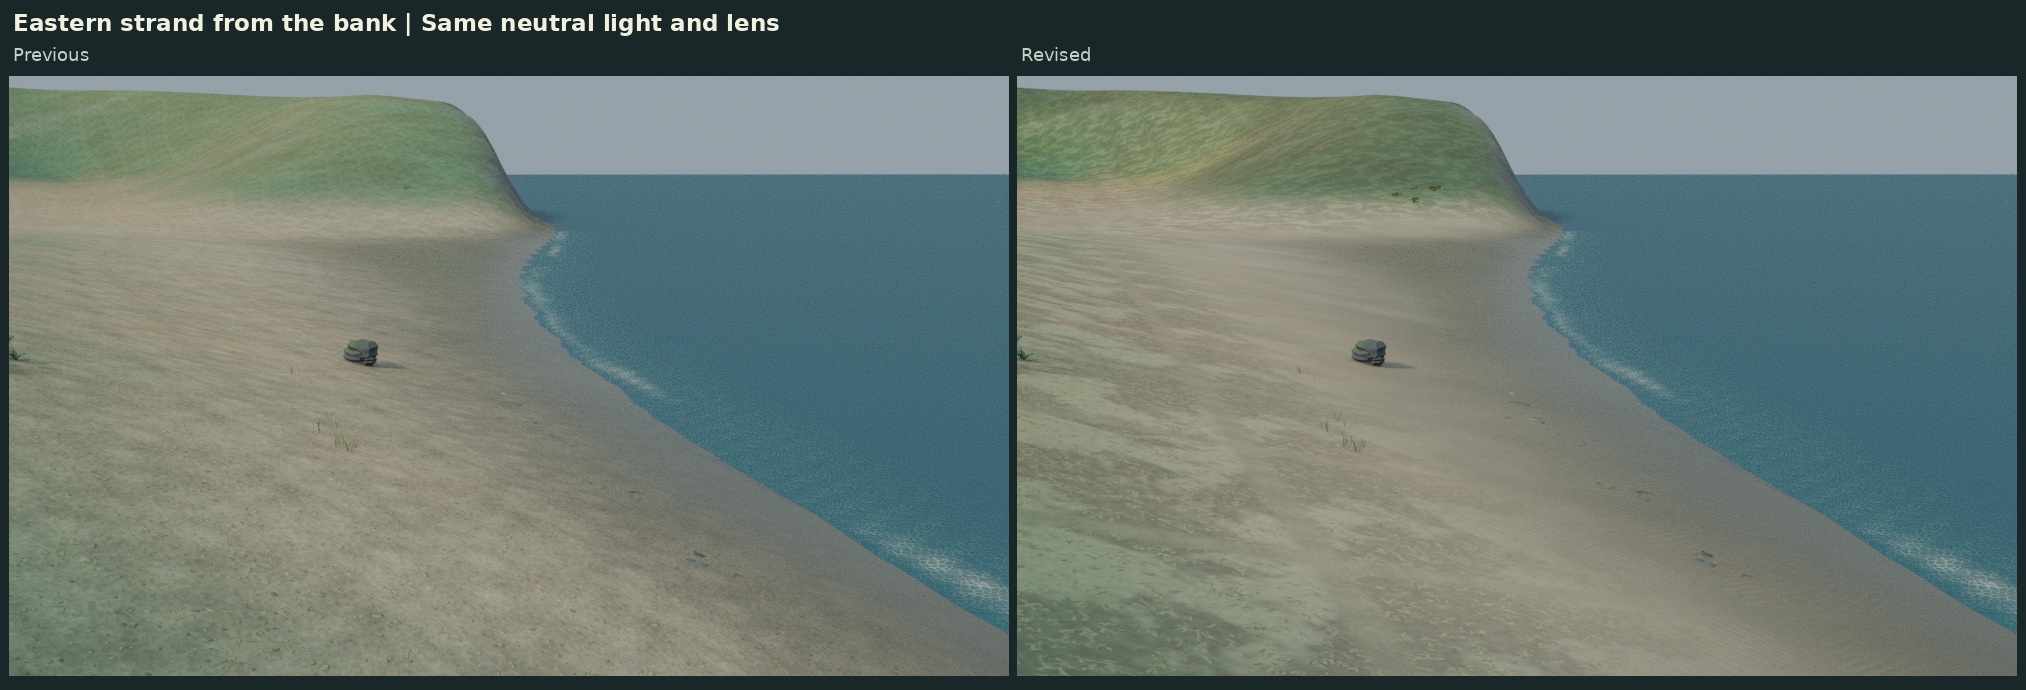 Eastern strand from the bank | Same neutral light and lens
Previous
Revised